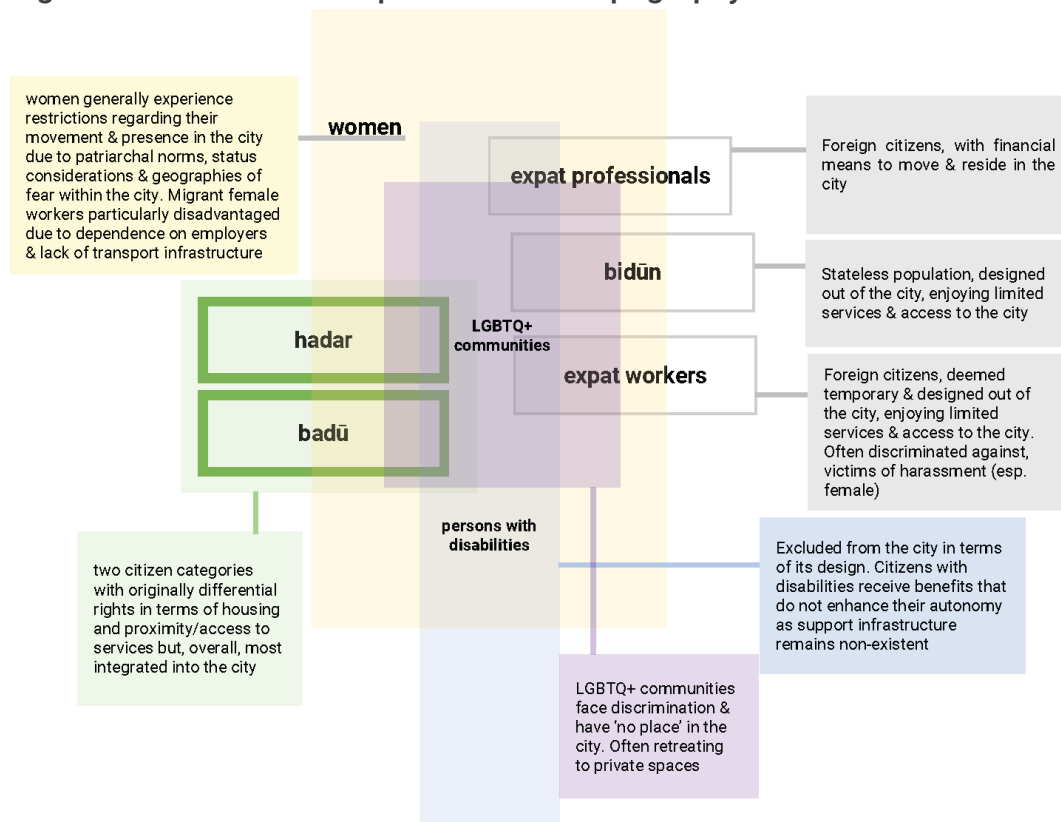 women generally experience
restrictions regarding their
movement & presence in the city
due to patriarchal norms, status
considerations & geographies of
fear within the city. Migrant female
workers particularly disadvantaged
due to dependence on employers
& lack of transport infrastructure
women
expat professionals
Foreign citizens, with financial
means to move & reside in the
city
bidūn
Stateless population, designed
out of the city, enjoying limited
services & access to the city
hadar
LGBTQ+
communities
expat workers
Foreign citizens, deemed
temporary & designed out of
the city, enjoying limited
services & access to the city.
Often discriminated against,
victims of harassment (esp.
female)
badū
persons with
disabilities
two citizen categories
with originally differential
rights in terms of housing
and proximity/access to
services but, overall, most
integrated into the city
Excluded from the city in terms
of its design. Citizens with
disabilities receive benefits that
do not enhance their autonomy
as support infrastructure
remains non-existent
LGBTQ+ communities
face discrimination &
have ‘no place’ in the
city. Often retreating
to private spaces